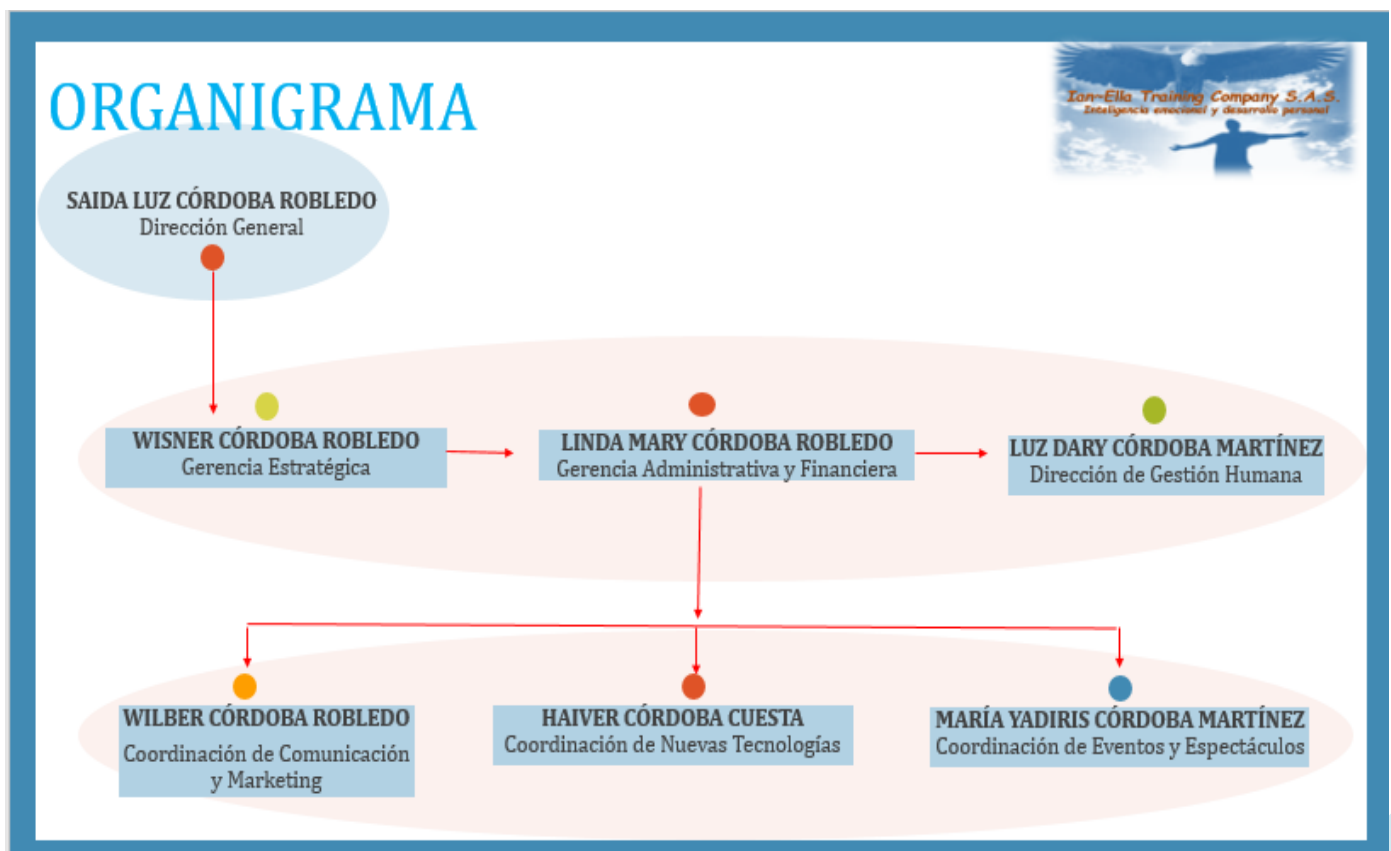 ORGANIGRAMA
Ian~Ella Training Company S.A.S.
Inteligencia emocional y desarrollo personal
SAIDA LUZ CÓRDOBA ROBLEDO
Dirección General
WISNER CÓRDOBA ROBLEDO
Gerencia Estratégica
LINDA MARY CÓRDOBA ROBLEDO
Gerencia Administrativa y Financiera
LUZ DARY CÓRDOBA MARTÍNEZ
Dirección de Gestión Humana
WILBER CÓRDOBA ROBLEDO
Coordinación de Comunicación
y Marketing
HAIVER CÓRDOBA CUESTA
Coordinación de Nuevas Tecnologías
MARÍA YADIRIS CÓRDOBA MARTÍNEZ
Coordinación de Eventos y Espectáculos